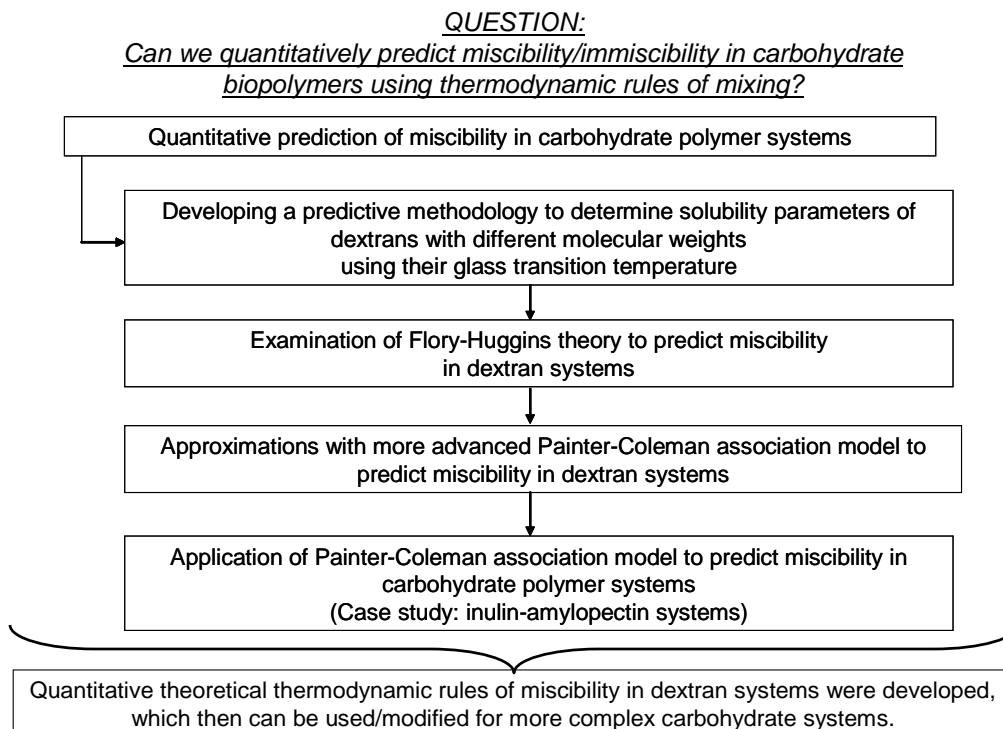 QUESTION:
Can we quantitatively predict miscibility/immiscibility in carbohydrate
biopolymers using thermodynamic rules of mixing?
Quantitative prediction of miscibility in carbohydrate polymer systems
Developing a predictive methodology to determine solubility parameters of
dextrans with different molecular weights
using their glass transition temperature
Examination of Flory-Huggins theory to predict miscibility
in dextran systems
Approximations with more advanced Painter-Coleman association model to
predict miscibility in dextran systems
Application of Painter-Coleman association model to predict miscibility in
carbohydrate polymer systems
(Case study: inulin-amylopectin systems)
Quantitative theoretical thermodynamic rules of miscibility in dextran systems were developed,
which then can be used/modified for more complex carbohydrate systems.